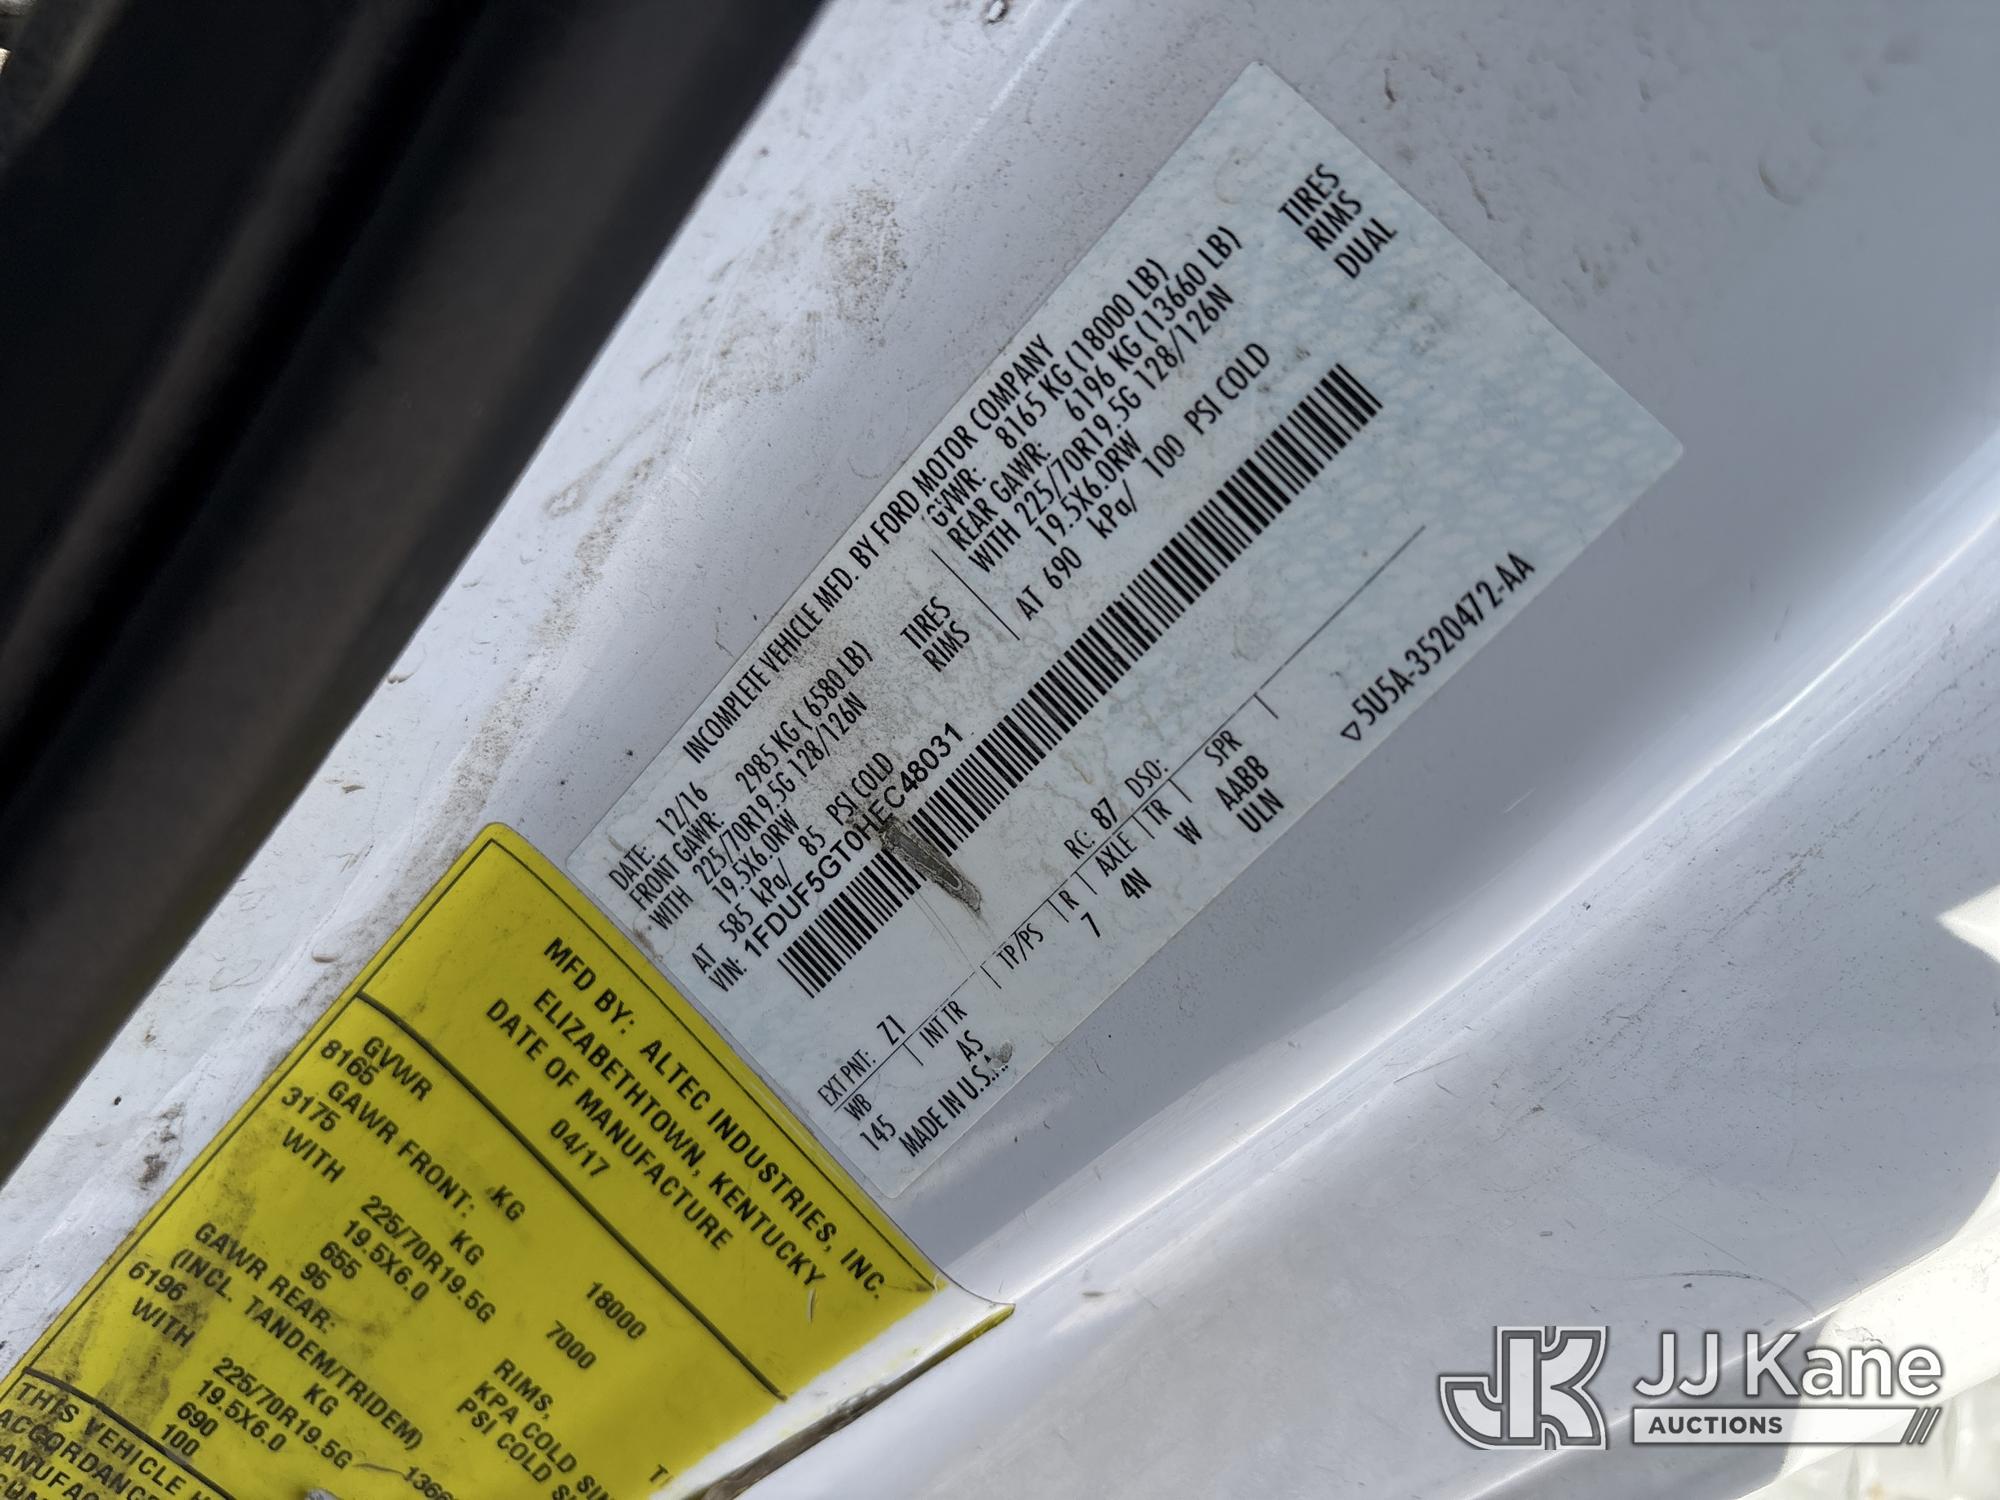 INCOMPLETE VEHICLE MFD. BY FORD MOTOR COMPANY
DATE: 12/16 GVWR: 8165 KG (18000 LB)
FRONT GAWR: 2985 KG ( 6580 LB) REAR GAWR: 6196 KG (13660 LB)
WITH 225/70R19.5G 128/126N TIRES WITH 225/70R19.5G 128/126N TIRES
19.5X6.0RW RIMS 19.5X6.0RW RIMS
AT 585 kPa/ 85 PSI COLD AT 690 kPa/ 100 PSI COLD DUAL
VIN: 1FDUF5GT0HEC48031
EXT PNT: Z1 RC: 87 DSO:
WB INT TR TP/PS R AXLE TR SPR
145 AS 7 4N W AABB
MADE IN U.S.A. ULN
5U5A-3520472-AA
MFD BY: ALTEC INDUSTRIES, INC.
ELIZABETHTOWN, KENTUCKY
DATE OF MANUFACTURE
04/17
GVWR
8165 KG 18000
GAWR FRONT:
3175 KG 7000
WITH 225/70R19.5G
19.5X6.0 RIMS,
655 KPA COLD
95 PSI COLD
GAWR REAR:
(INCL. TANDEM/TRIDEM)
6196 KG
WITH 225/70R19.5G
19.5X6.0
690
100
THIS VEHICLE
JK JJ Kane
AUCTIONS